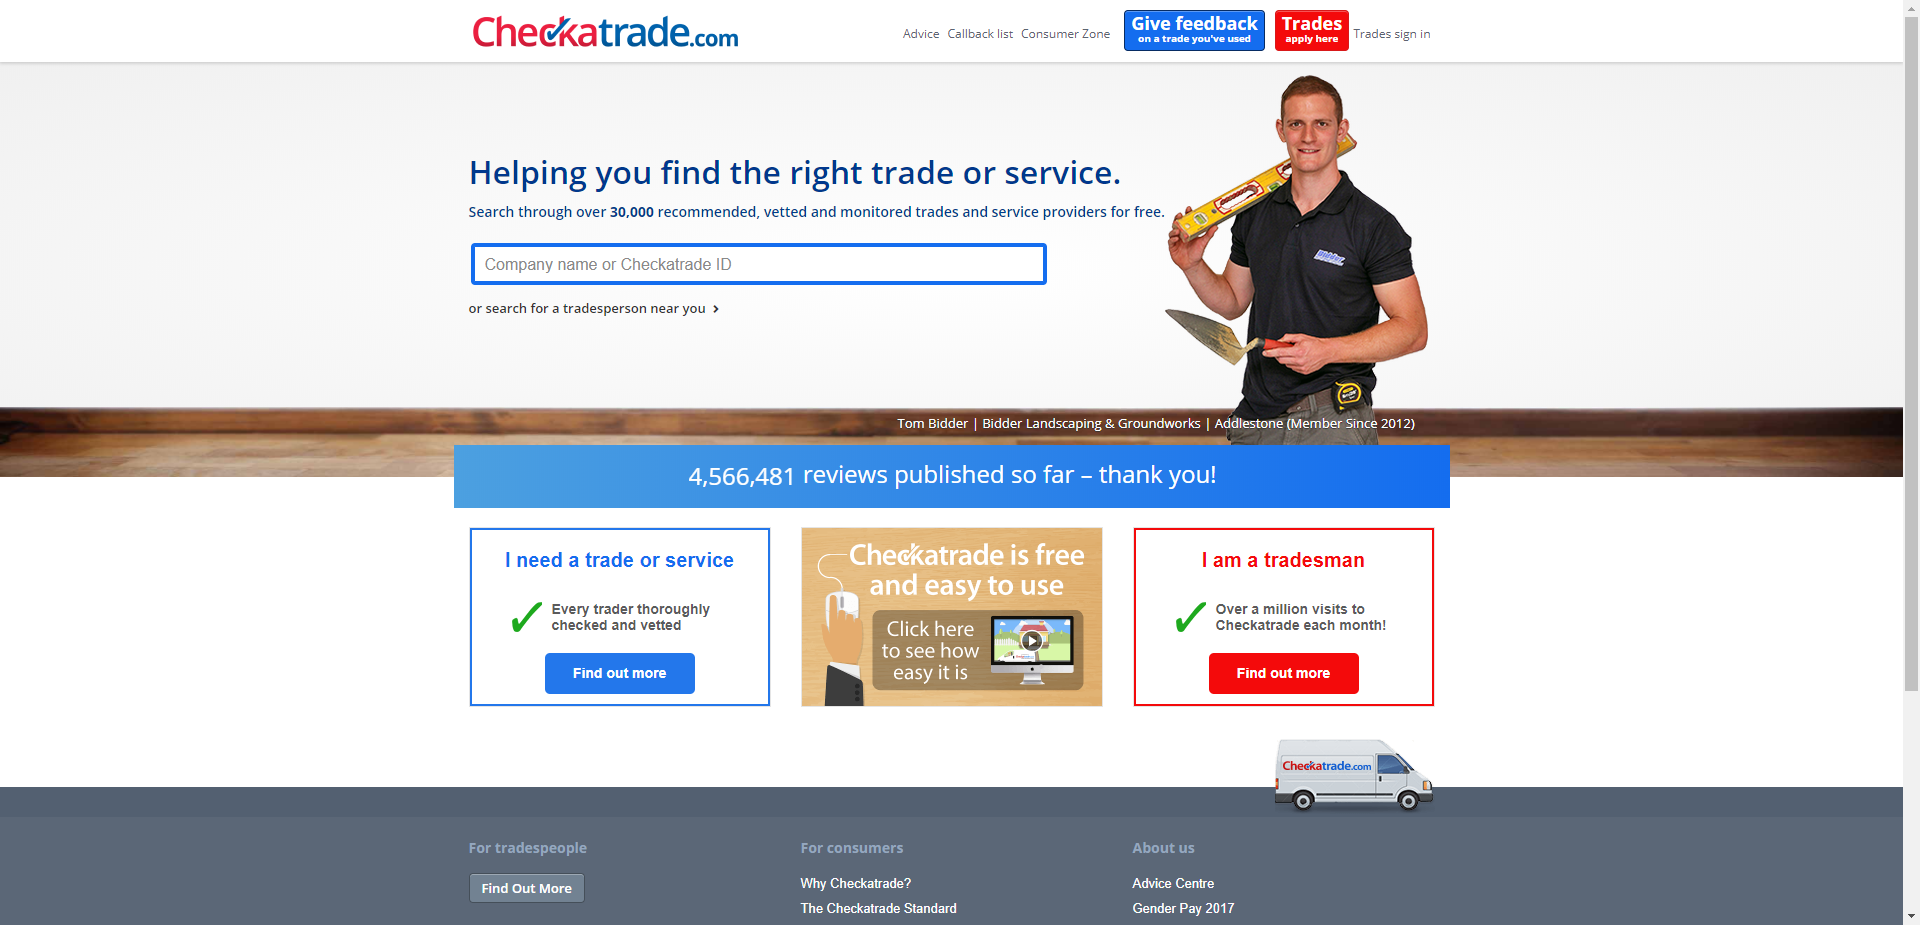 Checkatrade.com
Advice Callback list Consumer Zone
Give feedback
on a trade you've used
Trades
apply here
Trades sign in
Helping you find the right trade or service.
Search through over 30,000 recommended, vetted and monitored trades and service providers for free.
Company name or Checkatrade ID
or search for a tradesperson near you
Tom Bidder | Bidder Landscaping & Groundworks | Addlestone (Member Since 2012)
4,566,481 reviews published so far – thank you!
I need a trade or service
Every trader thoroughly
checked and vetted
Find out more
Checkatrade is free
and easy to use
Click here
to see how
easy it is
I am a tradesman
Over a million visits to
Checkatrade each month!
Find out more
Checkatrade.com
For tradespeople
Find Out More
For consumers
Why Checkatrade?
The Checkatrade Standard
About us
Advice Centre
Gender Pay 2017